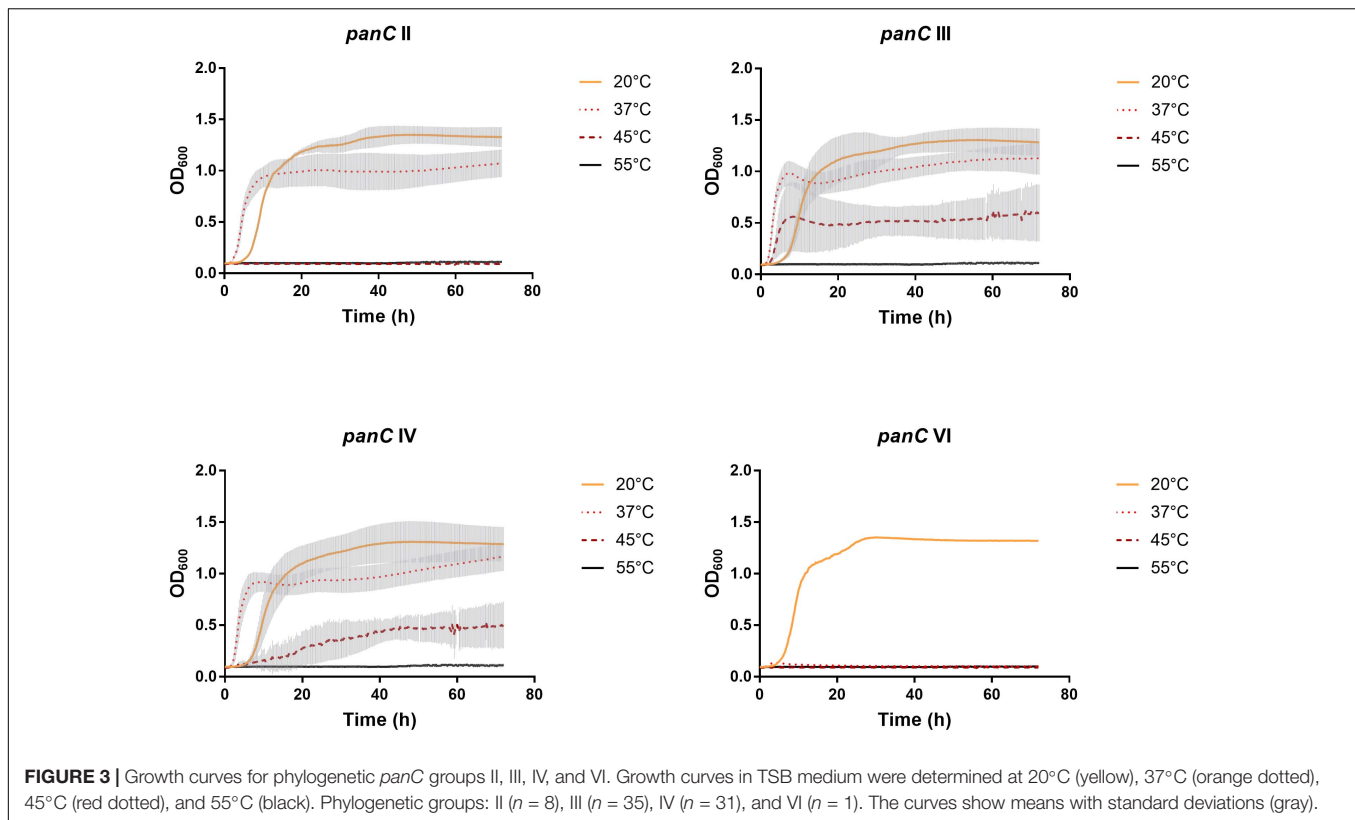 panC II
2.0
1.5
1.0
0.5
0.0
OD600
0
20
40
60
80
Time (h)
20°C
37°C
45°C
55°C
panC III
2.0
1.5
1.0
0.5
0.0
OD600
0
20
40
60
80
Time (h)
20°C
37°C
45°C
55°C
panC IV
2.0
1.5
1.0
0.5
0.0
OD600
0
20
40
60
80
Time (h)
20°C
37°C
45°C
55°C
panC VI
2.0
1.5
1.0
0.5
0.0
OD600
0
20
40
60
80
Time (h)
20°C
37°C
45°C
55°C
FIGURE 3 | Growth curves for phylogenetic panC groups II, III, IV, and VI. Growth curves in TSB medium were determined at 20°C (yellow), 37°C (orange dotted),
45°C (red dotted), and 55°C (black). Phylogenetic groups: II (n = 8), III (n = 35), IV (n = 31), and VI (n = 1). The curves show means with standard deviations (gray).